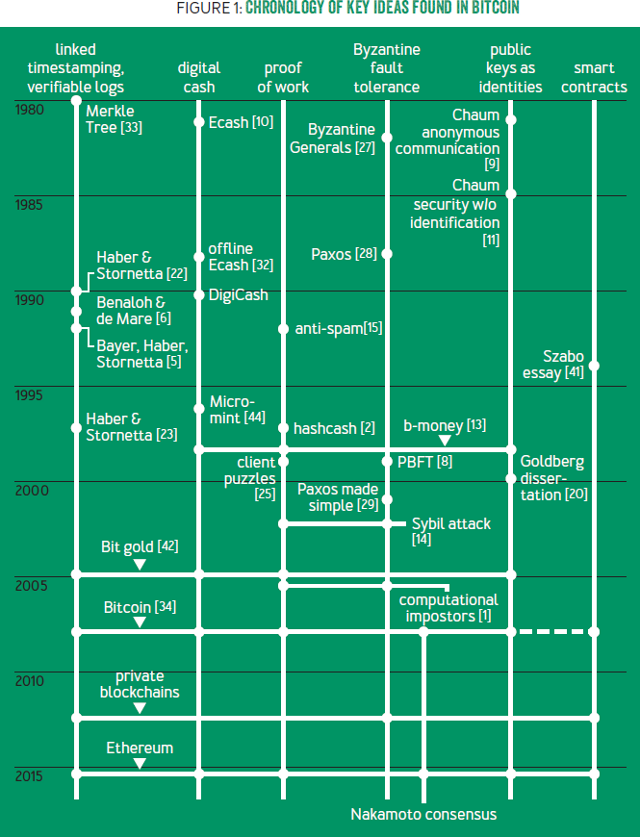 FIGURE 1: CHRONOLOGY OF KEY IDEAS FOUND IN BITCOIN
linked
timestamping,
verifiable logs
digital
cash
proof
of work
Byzantine
fault
tolerance
public
keys as
identities
smart
contracts
1980
Merkle
Tree [33]
Ecash [10]
Byzantine
Generals [27]
Chaum
anonymous
communication
[9]
1985
Chaum
security w/o
identification
[11]
Haber &
Stornetta [22]
offline
Ecash [32]
Paxos [28]
1990
DigiCash
Benaloh &
de Mare [6]
anti-spam[15]
Bayer, Haber,
Stornetta [5]
Szabo
essay [41]
1995
Micro-
mint [44]
Haber &
Stornetta [23]
hashcash [2]
b-money [13]
client
puzzles
[25]
PBFT [8]
Goldberg
disser-
tation [20]
2000
Paxos made
simple [29]
Sybil attack
[14]
Bit gold [42]
2005
computational
impostors [1]
Bitcoin [34]
2010
private
blockchains
Ethereum
2015
Nakamoto consensus